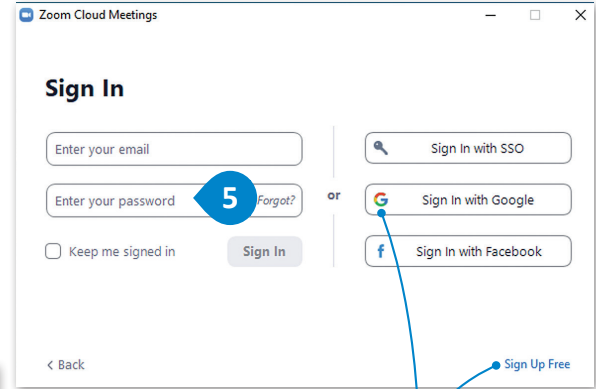 Zoom Cloud Meetings
Sign In
Enter your email
Enter your password
5
Forgot?
Keep me signed in
Sign In
or
Sign In with SSO
Sign In with Google
Sign In with Facebook
< Back
Sign Up Free